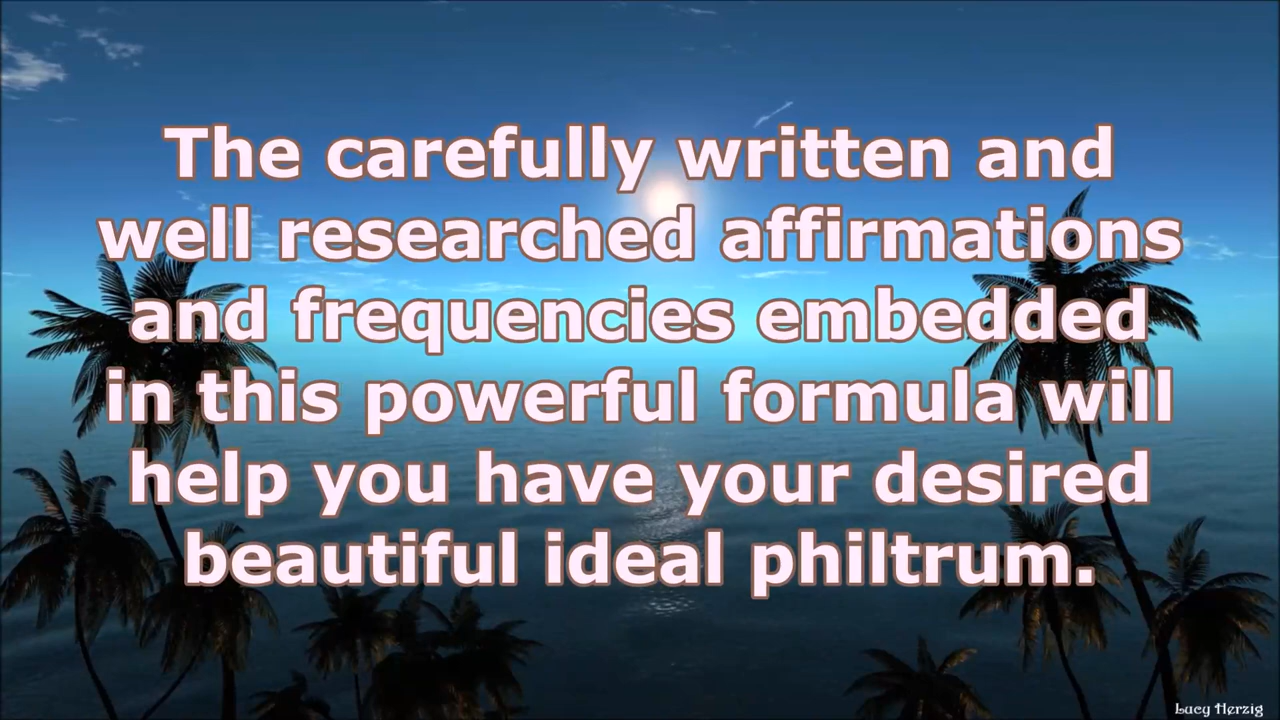 The carefully written and
well researched affirmations
and frequencies embedded
in this powerful formula will
help you have your desired
beautiful ideal philtrum.
Lucy Herzig